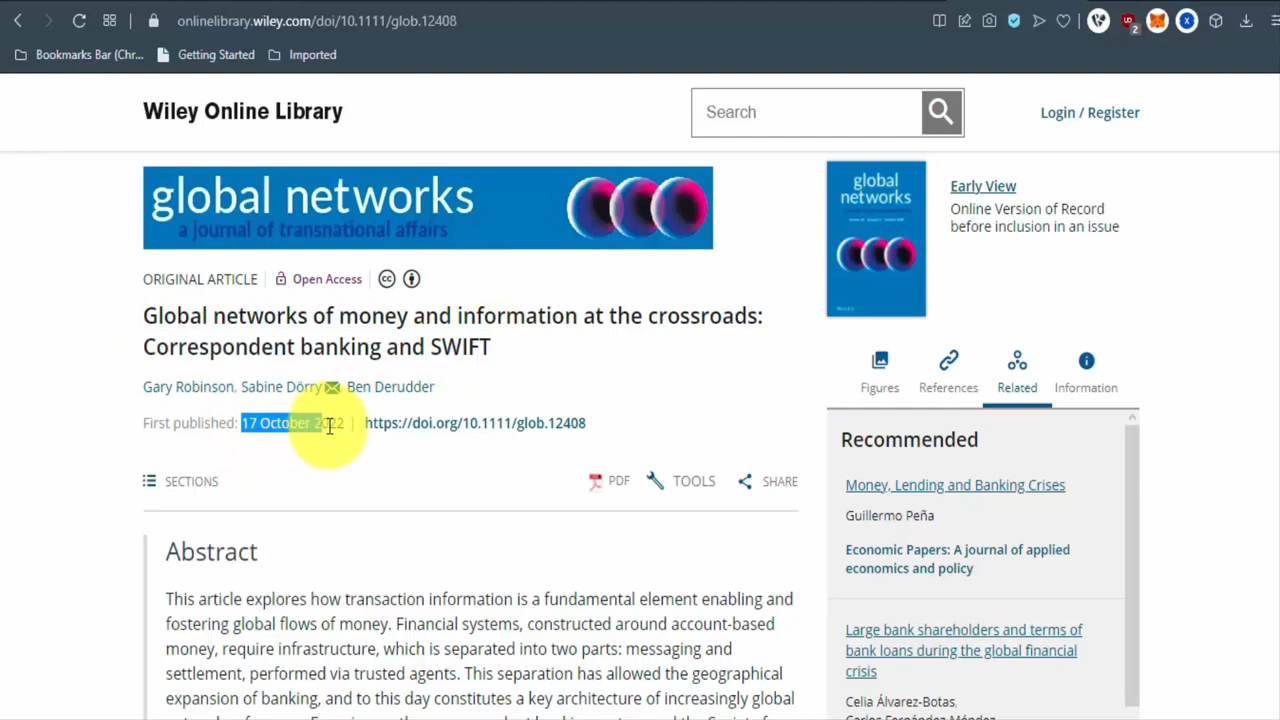 onlinelibrary.wiley.com/doi/10.1111/glob.12408
2
Bookmarks Bar (Chr... Getting Started Imported
Wiley Online Library
Search
Login / Register
global networks
a journal of transnational affairs
global
networks
Early View
Online Version of Record
before inclusion in an issue
ORIGINAL ARTICLE Open Access
Global networks of money and information at the crossroads:
Correspondent banking and SWIFT
Gary Robinson, Sabine Dörry Ben Derudder
First published: 17 October 2022 | https://doi.org/10.1111/glob.12408
Figures References Related Information
SECTIONS PDF TOOLS SHARE
Abstract
This article explores how transaction information is a fundamental element enabling and
fostering global flows of money. Financial systems, constructed around account-based
money, require infrastructure, which is separated into two parts: messaging and
settlement, performed via trusted agents. This separation has allowed the geographical
expansion of banking, and to this day constitutes a key architecture of increasingly global
Recommended
Money, Lending and Banking Crises
Guillermo Peña
Economic Papers: A journal of applied
economics and policy
Large bank shareholders and terms of
bank loans during the global financial
crisis
Celia Álvarez-Botas,
Carlos Fernández-Méndez